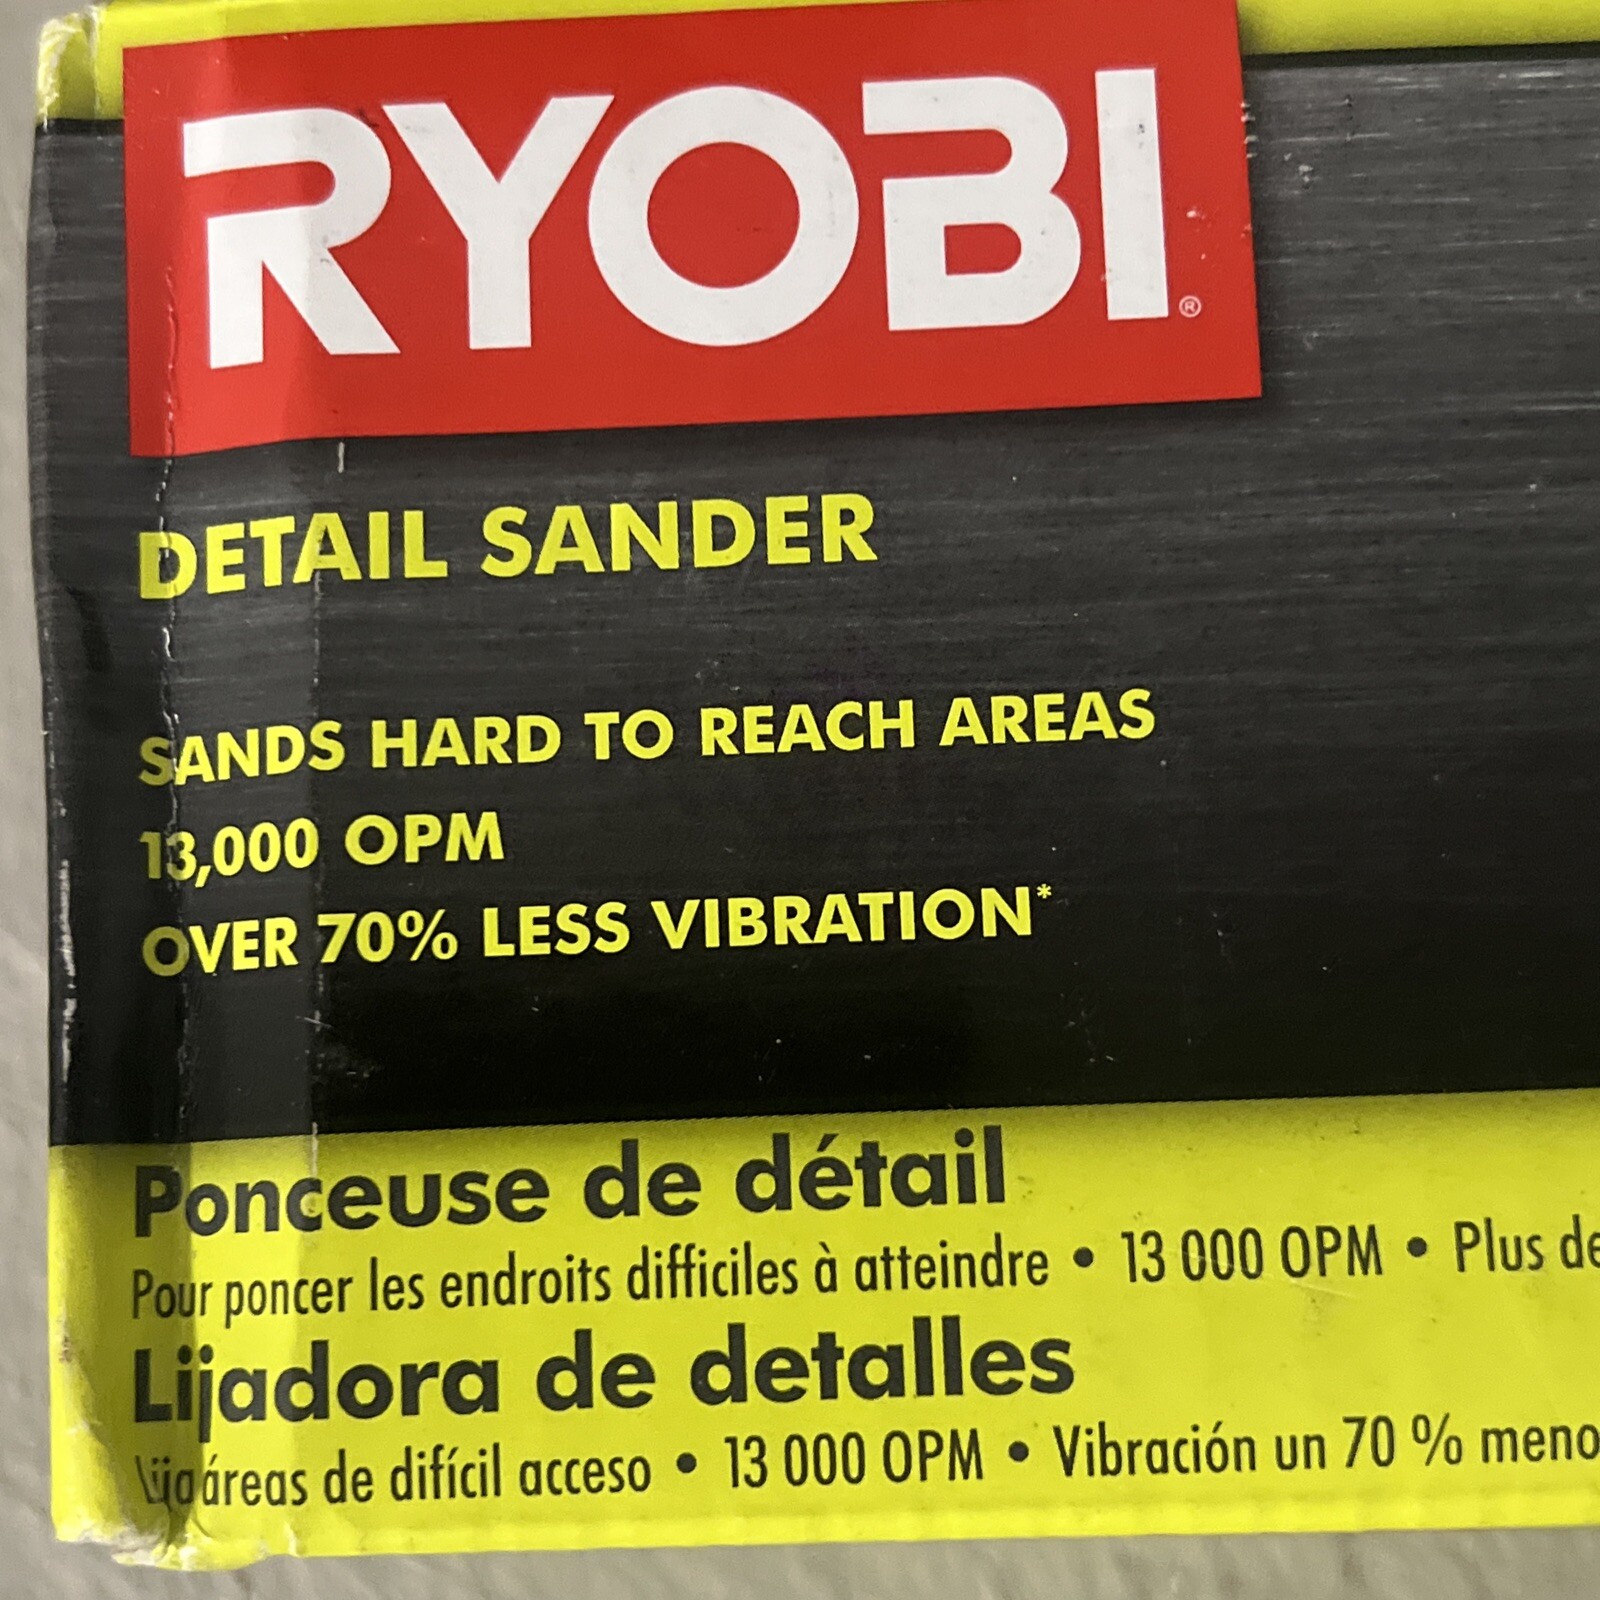 RYOBI®
DETAIL SANDER
SANDS HARD TO REACH AREAS
13,000 OPM
OVER 70% LESS VIBRATION*
Ponceuse de détail
Pour poncer les endroits difficiles à atteindre • 13 000 OPM • Plus de
Lijadora de detalles
Lija áreas de difícil acceso • 13 000 OPM • Vibración un 70 % meno